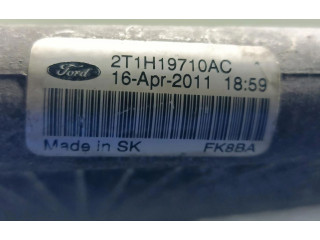 Ford
2T1H19710AC
16-Apr-2011 18:59
Made in SK
FK8BA